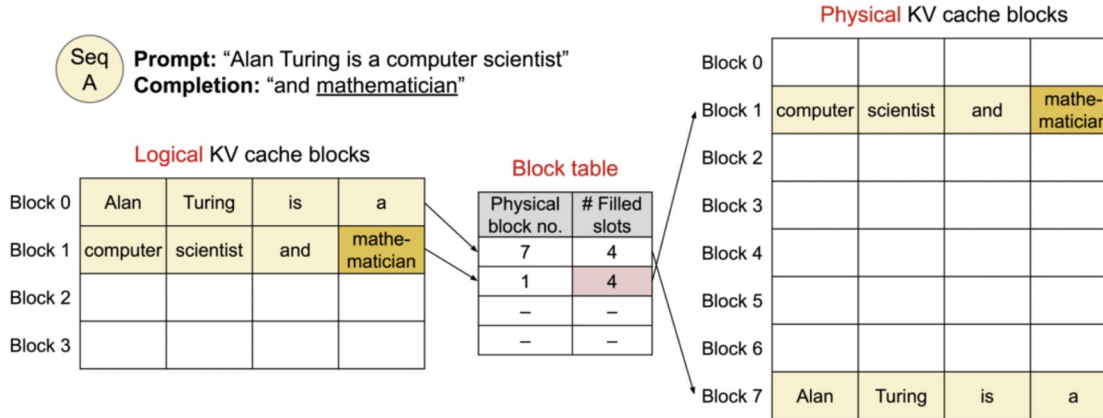 Physical KV cache blocks
Seq A
Prompt: “Alan Turing is a computer scientist”
Completion: “and mathematician”
Logical KV cache blocks
Block 0 Alan Turing is a
Block 1 computer scientist and mathe-matician
Block 2
Block 3
Block table
Physical block no. # Filled slots
7 4
1 4
– –
– –
Block 0
Block 1 computer scientist and mathe-matician
Block 2
Block 3
Block 4
Block 5
Block 6
Block 7 Alan Turing is a